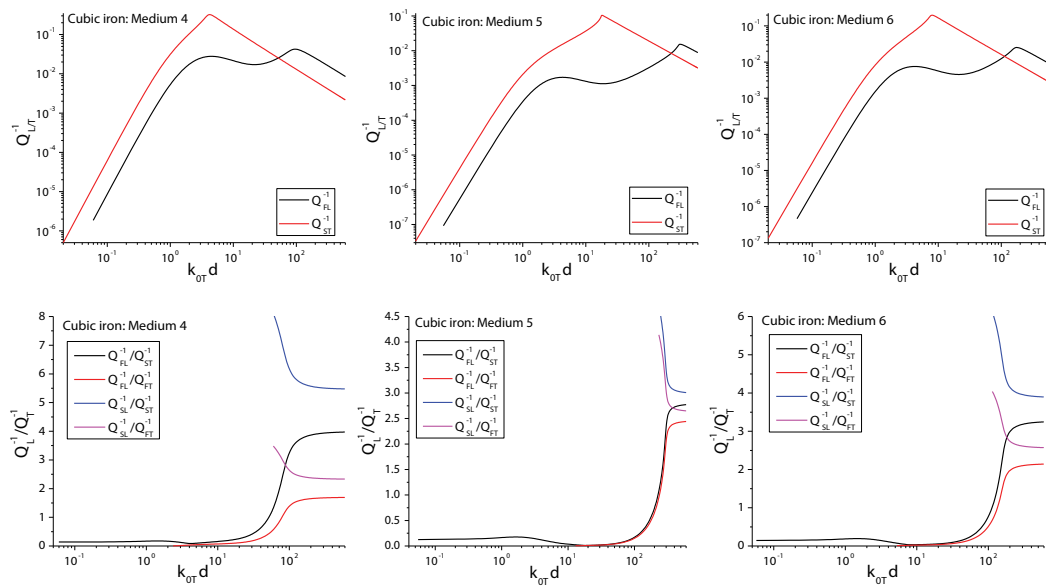 Cubic iron: Medium 4
10⁻¹
10⁻²
10⁻³
10⁻⁴
10⁻⁵
10⁻⁶
Q⁻¹L/T
Q⁻¹FL
Q⁻¹ST
10⁻¹ 10⁰ 10¹ 10²
k₀T d
Cubic iron: Medium 5
10⁻¹
10⁻²
10⁻³
10⁻⁴
10⁻⁵
10⁻⁶
10⁻⁷
Q⁻¹L/T
Q⁻¹FL
Q⁻¹ST
10⁻¹ 10⁰ 10¹ 10²
k₀T d
Cubic iron: Medium 6
10⁻¹
10⁻²
10⁻³
10⁻⁴
10⁻⁵
10⁻⁶
10⁻⁷
Q⁻¹L/T
Q⁻¹FL
Q⁻¹ST
10⁻¹ 10⁰ 10¹ 10²
k₀T d
Cubic iron: Medium 4
8
7
6
5
4
3
2
1
0
Q⁻¹L/Q⁻¹T
Q⁻¹FL/Q⁻¹ST
Q⁻¹FL/Q⁻¹FT
Q⁻¹SL/Q⁻¹ST
Q⁻¹SL/Q⁻¹FT
10⁻¹ 10⁰ 10¹ 10²
k₀T d
Cubic iron: Medium 5
4.5
4.0
3.5
3.0
2.5
2.0
1.5
1.0
0.5
0.0
Q⁻¹L/Q⁻¹T
Q⁻¹FL/Q⁻¹ST
Q⁻¹FL/Q⁻¹FT
Q⁻¹SL/Q⁻¹ST
Q⁻¹SL/Q⁻¹FT
10⁻¹ 10⁰ 10¹ 10²
k₀T d
Cubic iron: Medium 6
6
5
4
3
2
1
0
Q⁻¹L/Q⁻¹T
Q⁻¹FL/Q⁻¹ST
Q⁻¹FL/Q⁻¹FT
Q⁻¹SL/Q⁻¹ST
Q⁻¹SL/Q⁻¹FT
10⁻¹ 10⁰ 10¹ 10²
k₀T d